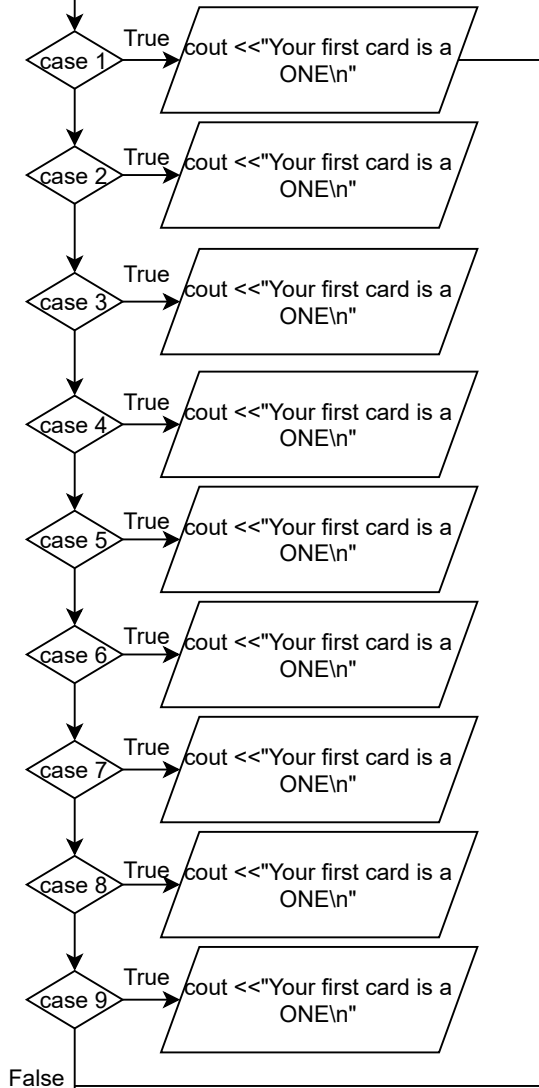 True
case 1
cout <<"Your first card is a
ONE\n"
True
case 2
cout <<"Your first card is a
ONE\n"
True
case 3
cout <<"Your first card is a
ONE\n"
True
case 4
cout <<"Your first card is a
ONE\n"
True
case 5
cout <<"Your first card is a
ONE\n"
True
case 6
cout <<"Your first card is a
ONE\n"
True
case 7
cout <<"Your first card is a
ONE\n"
True
case 8
cout <<"Your first card is a
ONE\n"
True
case 9
cout <<"Your first card is a
ONE\n"
False